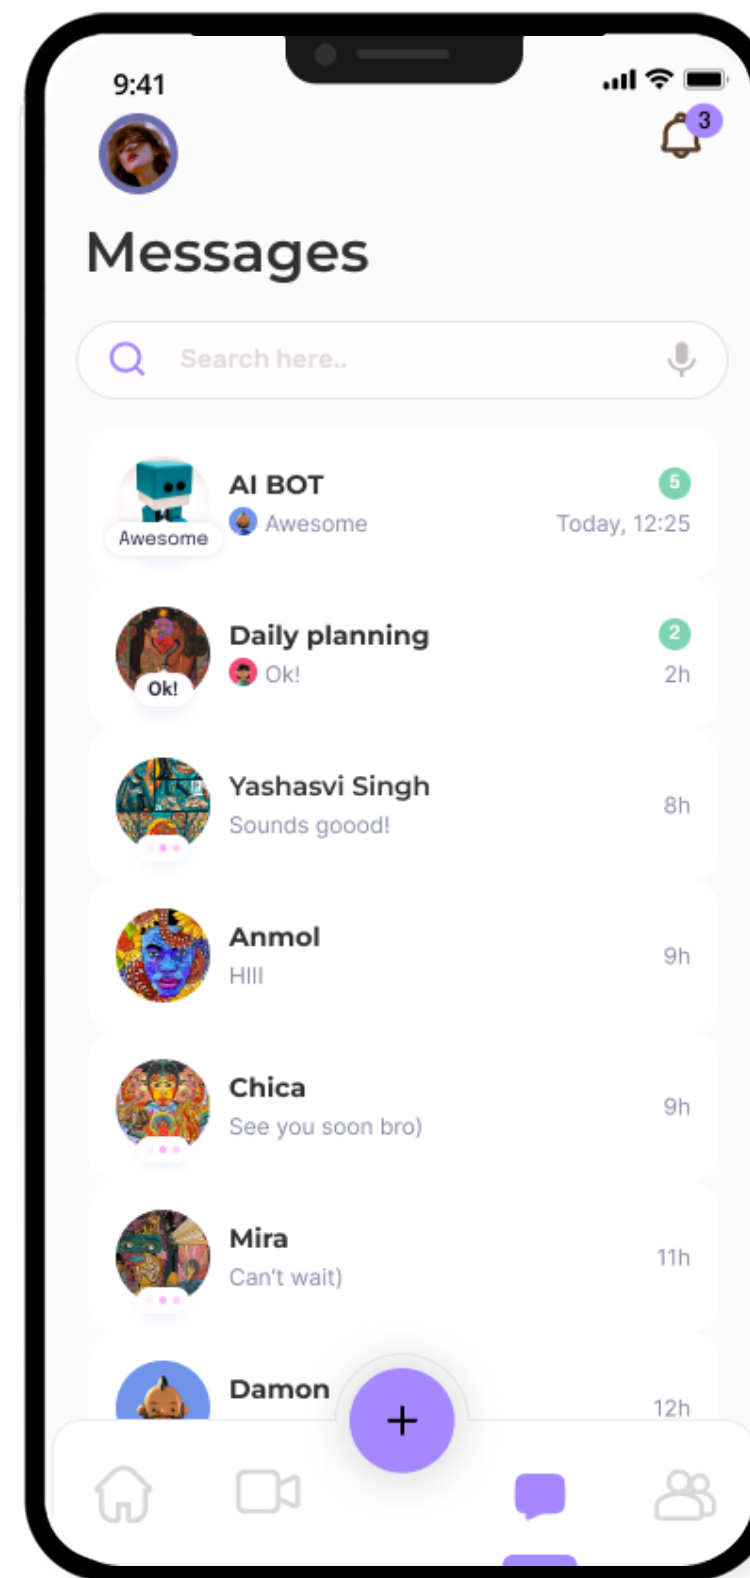 9:41
3
Messages
Search here..
AI BOT
5
Awesome
Awesome
Today, 12:25
Daily planning
2
Ok!
Ok!
2h
Yashasvi Singh
8h
Sounds goood!
Anmol
9h
HIII
Chica
9h
See you soon bro)
Mira
11h
Can't wait)
Damon
12h
+